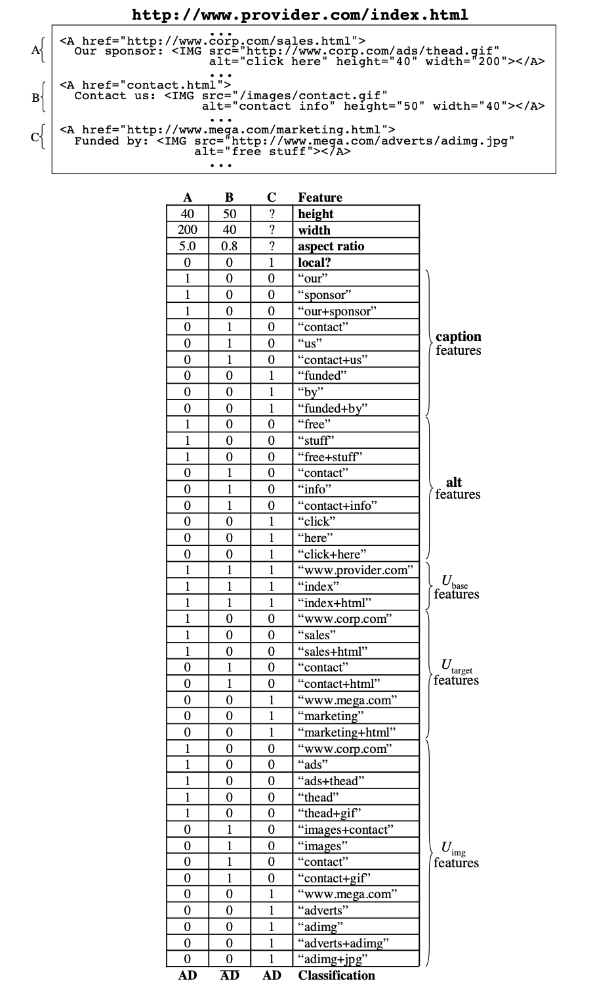 http://www.provider.com/index.html
...
A <A href="http://www.corp.com/sales.html">
Our sponsor: <IMG src="http://www.corp.com/ads/thead.gif"
alt="click here" height="40" width="200"></A>
...
B <A href="contact.html">
Contact us: <IMG src="/images/contact.gif"
alt="contact info" height="50" width="40"></A>
...
C <A href="http://www.mega.com/marketing.html">
Funded by: <IMG src="http://www.mega.com/adverts/adimg.jpg"
alt="free stuff"></A>
...
A B C Feature
40 50 ? height
200 40 ? width
5.0 0.8 ? aspect ratio
0 0 1 local?
1 0 0 “our”
1 0 0 “sponsor”
1 0 0 “our+sponsor”
0 1 0 “contact”
0 1 0 “us”
0 1 0 “contact+us”
0 0 1 “funded”
0 0 1 “by”
0 0 1 “funded+by”
caption
features
1 0 0 “free”
1 0 0 “stuff”
1 0 0 “free+stuff”
0 1 0 “contact”
0 1 0 “info”
0 1 0 “contact+info”
0 0 1 “click”
0 0 1 “here”
0 0 1 “click+here”
alt
features
1 1 1 “www.provider.com”
1 1 1 “index”
1 1 1 “index+html”
Ubase
features
1 0 0 “www.corp.com”
1 0 0 “sales”
1 0 0 “sales+html”
0 1 0 “contact”
0 1 0 “contact+html”
0 0 1 “www.mega.com”
0 0 1 “marketing”
0 0 1 “marketing+html”
Utarget
features
1 0 0 “www.corp.com”
1 0 0 “ads”
1 0 0 “ads+thead”
1 0 0 “thead”
1 0 0 “thead+gif”
0 1 0 “images+contact”
0 1 0 “images”
0 1 0 “contact”
0 1 0 “contact+gif”
0 0 1 “www.mega.com”
0 0 1 “adverts”
0 0 1 “adimg”
0 0 1 “adverts+adimg”
0 0 1 “adimg+jpg”
Uimg
features
AD A̅D̅ AD Classification